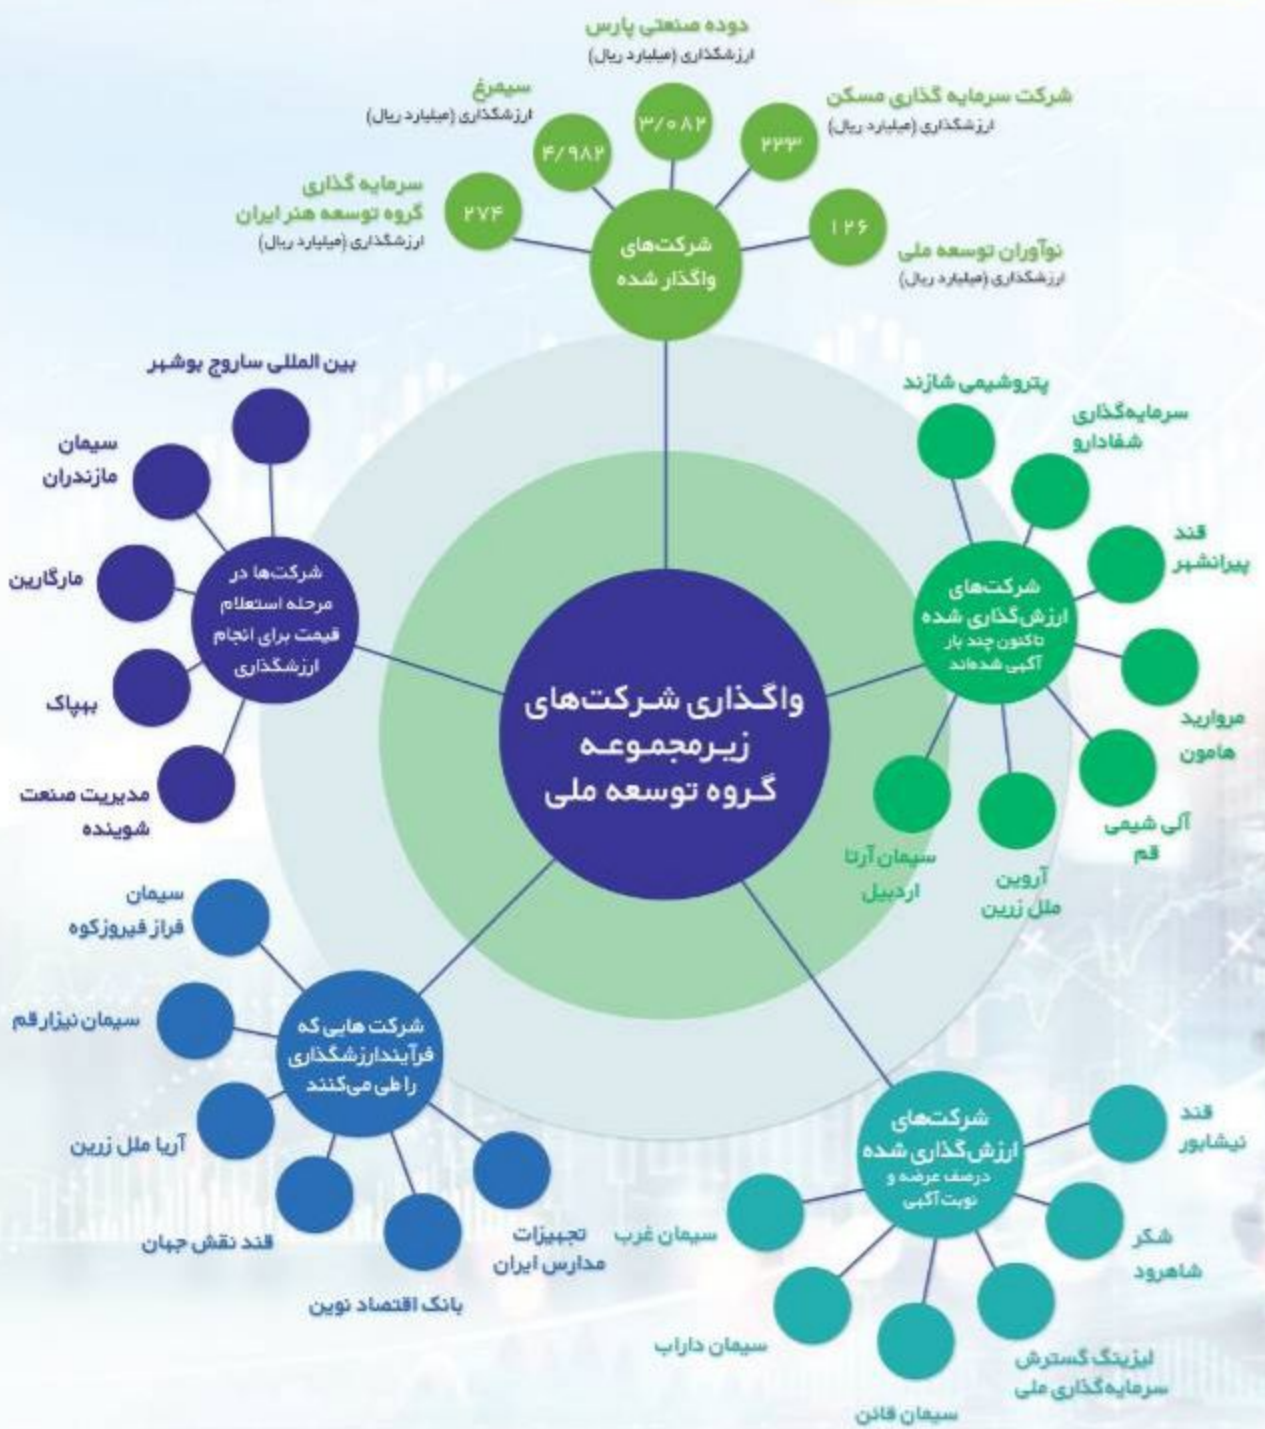 دوده صنعتی پارس
ارزشگذاری (میلیارد ریال)
۳/۰۸۲
شرکت سرمایه گذاری مسکن
ارزشگذاری (میلیارد ریال)
۲۲۳
سیمرغ
ارزشگذاری (میلیارد ریال)
۴/۹۸۲
سرمایه گذاری
گروه توسعه هنر ایران
ارزشگذاری (میلیارد ریال)
۲۷۴
نوآوران توسعه ملی
ارزشگذاری (میلیارد ریال)
۱۲۶
شرکت‌های
واگذار شده
پتروشیمی شازند
سرمایه‌گذاری
شفادارو
قند
پیرانشهر
مروارید
هامون
آلی شیمی
قم
آروین
ملل زرین
سیمان آرتا
اردبیل
شرکت‌های
ارزش‌گذاری شده
تاکنون چند بار
آگهی شده‌اند
بین المللی ساروج بوشهر
سیمان
مازندران
مارگارین
بهپاک
مدیریت صنعت
شوینده
شرکت‌ها در
مرحله استعلام
قیمت برای انجام
ارزشگذاری
واگذاری شرکت‌های
زیرمجموعه
گروه توسعه ملی
سیمان
فراز فیروزکوه
سیمان نیزار قم
آریا ملل زرین
قند نقش جهان
بانک اقتصاد نوین
تجهیزات
مدارس ایران
شرکت هایی که
فرآیندارزشگذاری
را طی می‌کنند
شرکت‌های
ارزش‌گذاری شده
درصف عرضه و
نوبت آگهی
قند
نیشابور
شکر
شاهرود
لیزینگ گسترش
سرمایه‌گذاری ملی
سیمان قائن
سیمان داراب
سیمان غرب